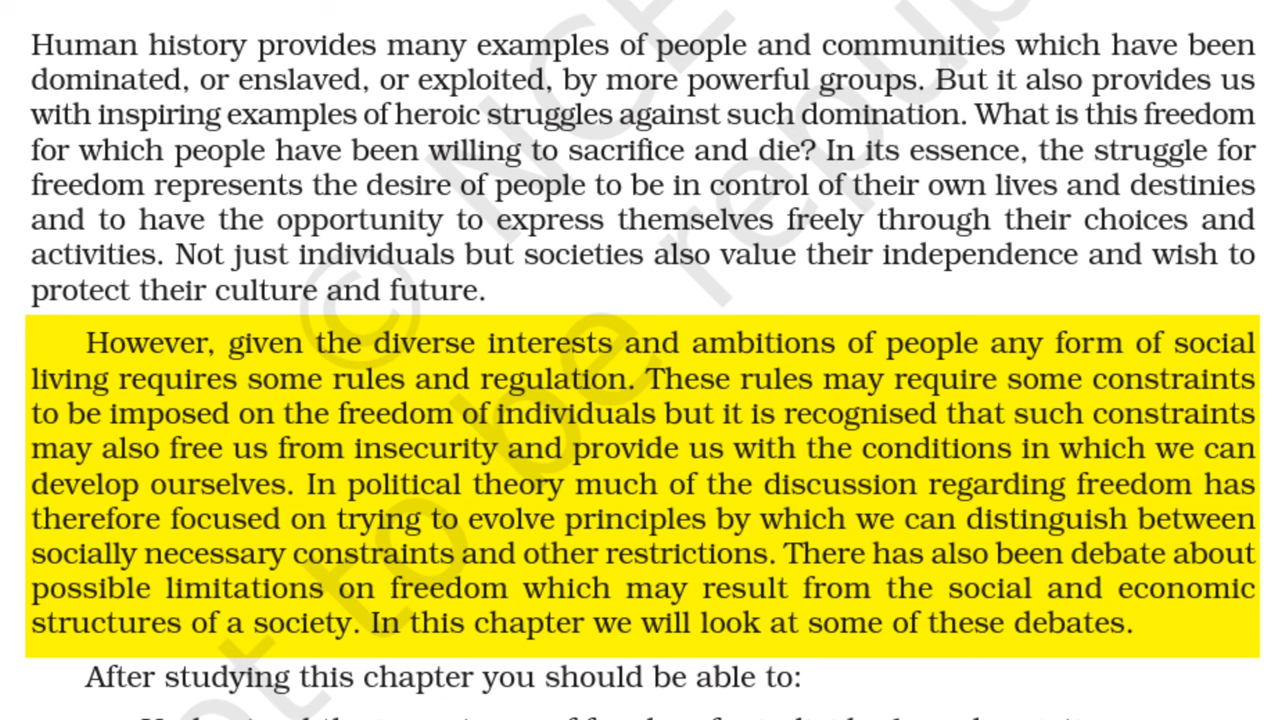 Human history provides many examples of people and communities which have been
dominated, or enslaved, or exploited, by more powerful groups. But it also provides us
with inspiring examples of heroic struggles against such domination. What is this freedom
for which people have been willing to sacrifice and die? In its essence, the struggle for
freedom represents the desire of people to be in control of their own lives and destinies
and to have the opportunity to express themselves freely through their choices and
activities. Not just individuals but societies also value their independence and wish to
protect their culture and future.
However, given the diverse interests and ambitions of people any form of social
living requires some rules and regulation. These rules may require some constraints
to be imposed on the freedom of individuals but it is recognised that such constraints
may also free us from insecurity and provide us with the conditions in which we can
develop ourselves. In political theory much of the discussion regarding freedom has
therefore focused on trying to evolve principles by which we can distinguish between
socially necessary constraints and other restrictions. There has also been debate about
possible limitations on freedom which may result from the social and economic
structures of a society. In this chapter we will look at some of these debates.
After studying this chapter you should be able to: